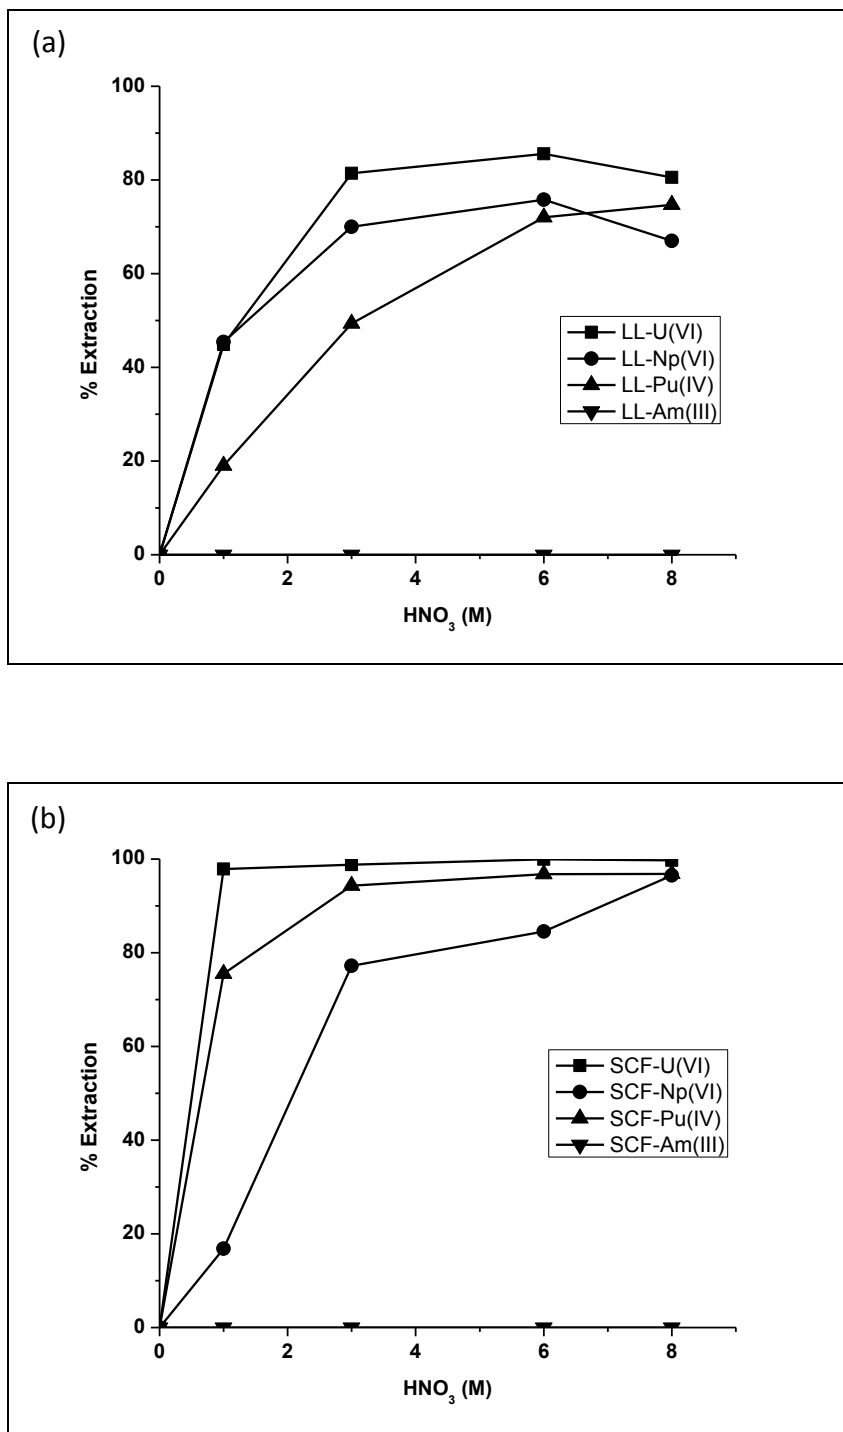 (a)
100
80
60
40
20
0
% Extraction
LL-U(VI)
LL-Np(VI)
LL-Pu(IV)
LL-Am(III)
0 2 4 6 8
HNO₃ (M)
(b)
100
80
60
40
20
0
% Extraction
SCF-U(VI)
SCF-Np(VI)
SCF-Pu(IV)
SCF-Am(III)
0 2 4 6 8
HNO₃ (M)